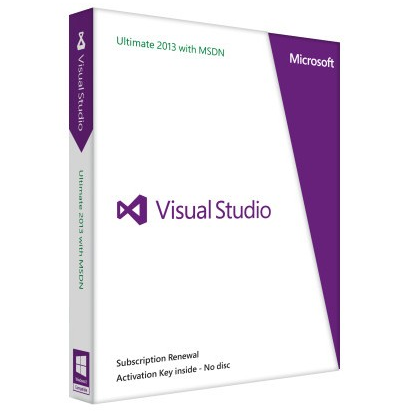 Ultimate 2013 with MSDN
Microsoft
Visual Studio
Subscription Renewal
Activation Key inside - No disc
Visual Studio
Ultimate 2013 with MSDN